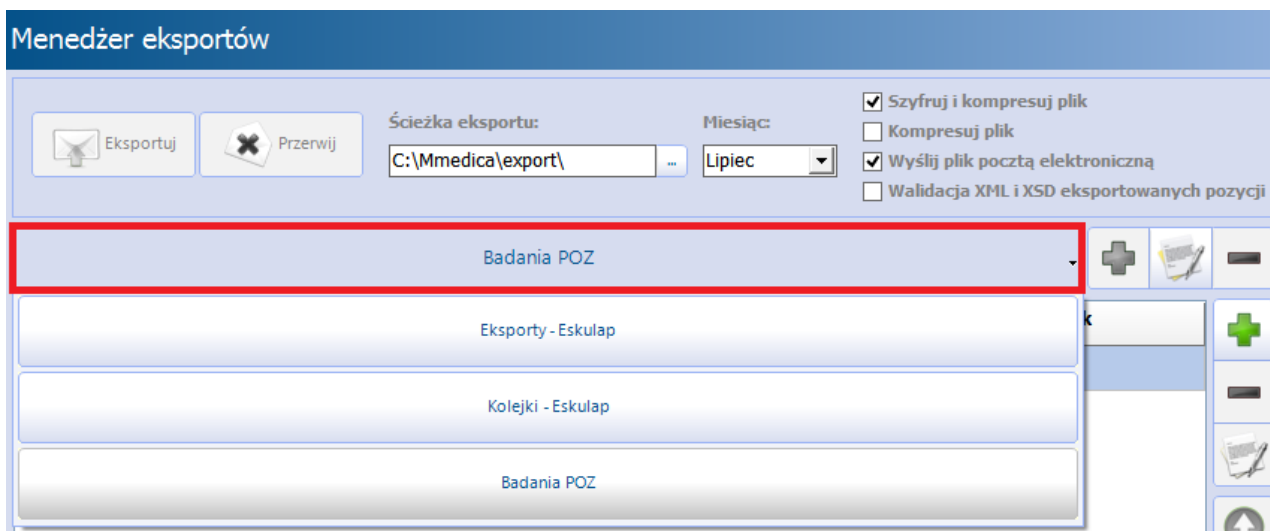 Menedżer eksportów
Eksportuj
Przerwij
Ścieżka eksportu:
C:\Mmedica\export\
...
Miesiąc:
Lipiec
Szyfruj i kompresuj plik
Kompresuj plik
Wyślij plik pocztą elektroniczną
Walidacja XML i XSD eksportowanych pozycji
Badania POZ
Eksporty - Eskulap
Kolejki - Eskulap
Badania POZ